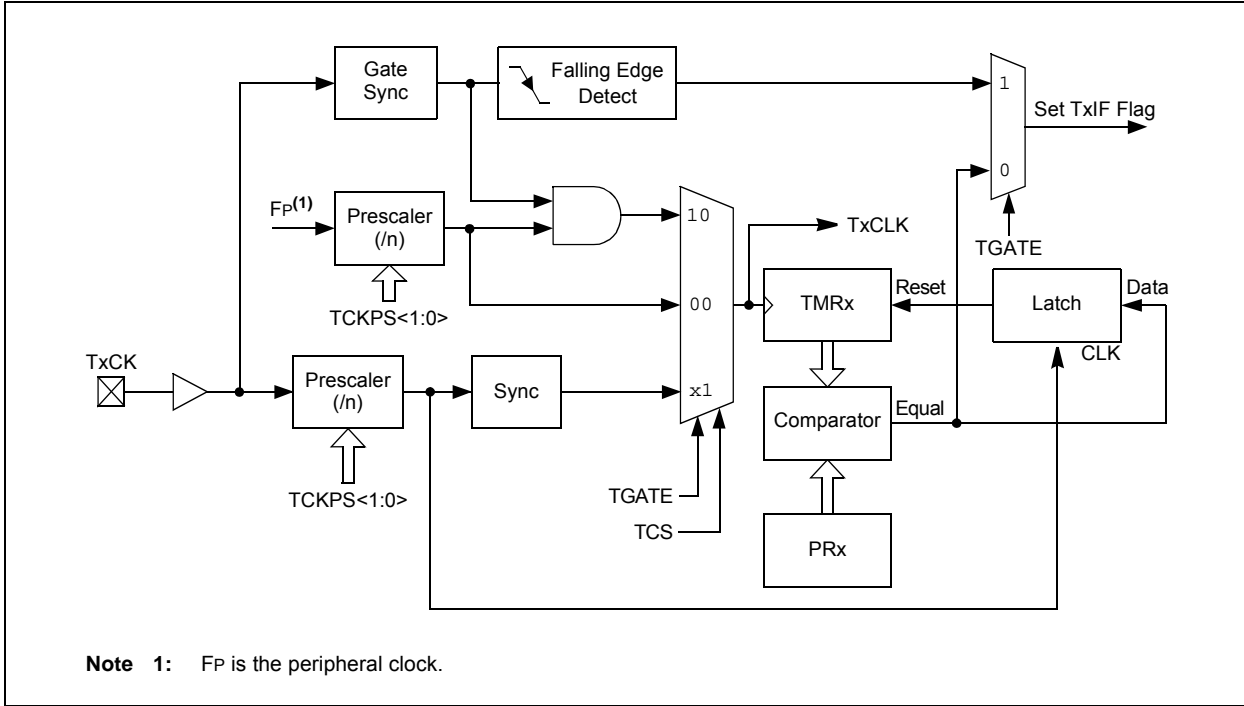 Gate
Sync
Falling Edge
Detect
1
Set TxIF Flag
0
TGATE
FP(1)
Prescaler
(/n)
TCKPS<1:0>
10
00
x1
TxCLK
TMRx
Reset
Latch
Data
CLK
TxCK
Prescaler
(/n)
TCKPS<1:0>
Sync
Comparator
Equal
TGATE
TCS
PRx
Note 1: FP is the peripheral clock.